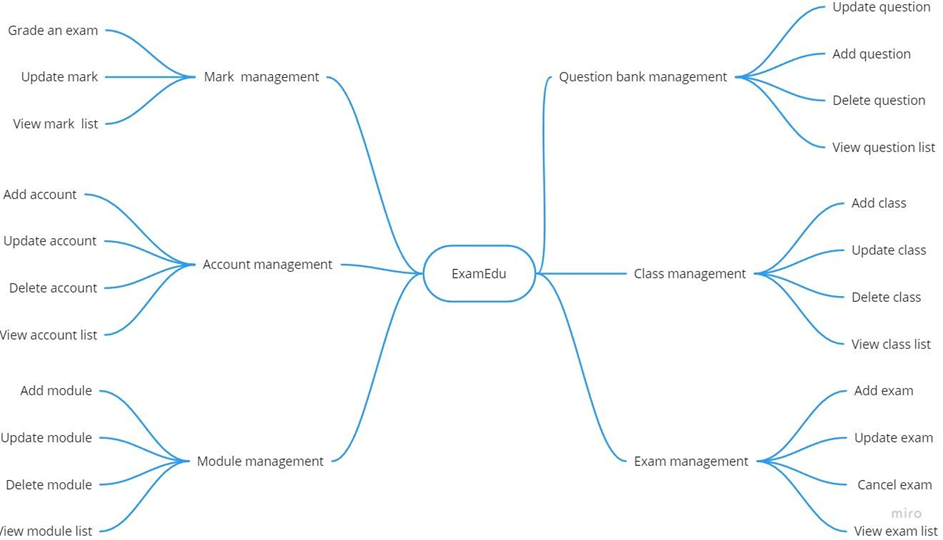 Grade an exam
Update mark
View mark list
Mark management
Add account
Update account
Delete account
View account list
Account management
Add module
Update module
Delete module
View module list
Module management
ExamEdu
Question bank management
Update question
Add question
Delete question
View question list
Class management
Add class
Update class
Delete class
View class list
Exam management
Add exam
Update exam
Cancel exam
View exam list
miro